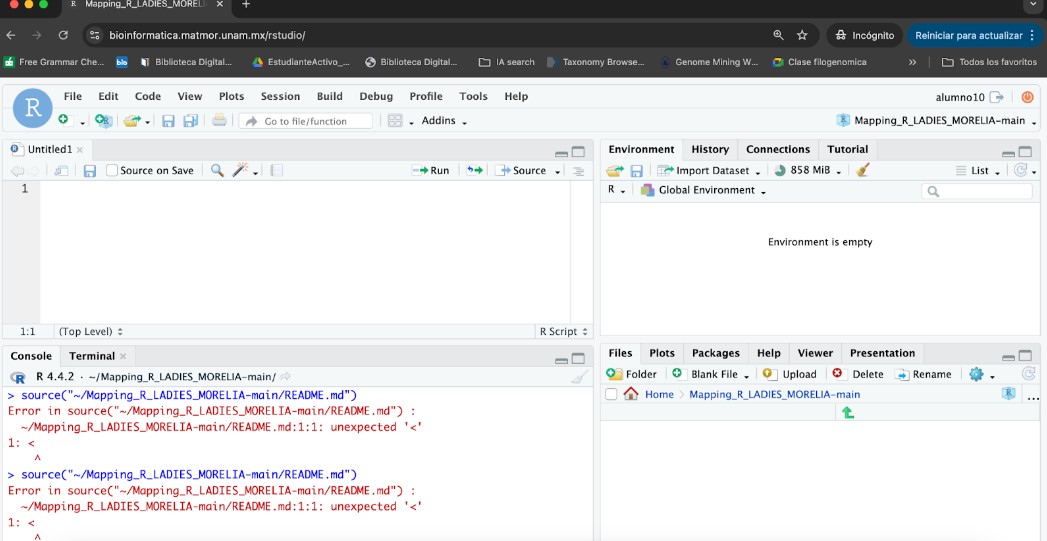 Mapping_R_LADIES_MORELI
bioinformatica.matmor.unam.mx/rstudio/
Incógnito
Reiniciar para actualizar
Free Grammar Che...
blo
Biblioteca Digital...
EstudianteActivo_...
Biblioteca Digital...
IA search
Taxonomy Browse...
Genome Mining W...
Clase filogenomica
»
Todos los favoritos
R
File Edit Code View Plots Session Build Debug Profile Tools Help
alumno10
Go to file/function
Addins
Mapping_R_LADIES_MORELIA-main
Untitled1
Source on Save
Run
Source
1
1:1 (Top Level)
R Script
Console Terminal
R 4.4.2 · ~/Mapping_R_LADIES_MORELIA-main/
> source("~/Mapping_R_LADIES_MORELIA-main/README.md")
Error in source("~/Mapping_R_LADIES_MORELIA-main/README.md") :
~/Mapping_R_LADIES_MORELIA-main/README.md:1:1: unexpected '<'
1: <
^
> source("~/Mapping_R_LADIES_MORELIA-main/README.md")
Error in source("~/Mapping_R_LADIES_MORELIA-main/README.md") :
~/Mapping_R_LADIES_MORELIA-main/README.md:1:1: unexpected '<'
1: <
^
Environment History Connections Tutorial
Import Dataset
858 MiB
List
R
Global Environment
Environment is empty
Files Plots Packages Help Viewer Presentation
Folder Blank File Upload Delete Rename
Home Mapping_R_LADIES_MORELIA-main
...